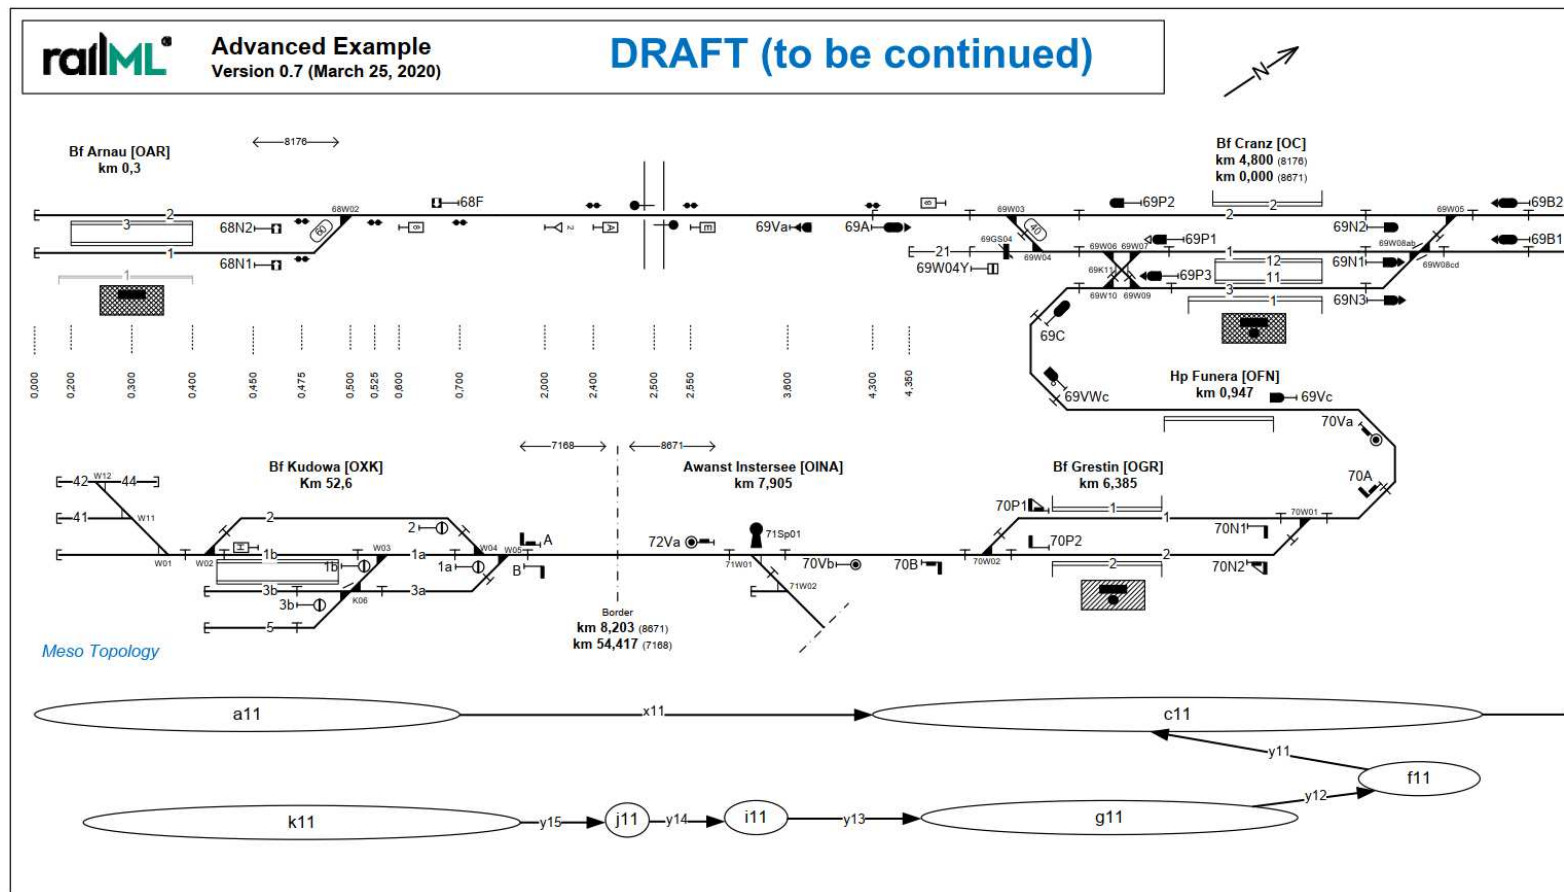 railML®
Advanced Example
Version 0.7 (March 25, 2020)
DRAFT (to be continued)
N
Bf Arnau [OAR]
km 0,3
8176
Bf Cranz [OC]
km 4,800 (8176)
km 0,000 (8671)
2
68W02
68F
69P2
2
69B2
2
3
68N2
60
6
2
A
E
69Va
69A
6
69W03
40
2
69W05
69N2
1
68N1
21
69GS04
69W04
69W06
69W07
69P1
1
69W08ab
69B1
69W04Y
69K11
12
69N1
69W08cd
1
69P3
11
69W10
69W09
3
1
69N3
69C
0,000
0,200
0,300
0,400
0,450
0,475
0,500
0,525
0,600
0,700
2,000
2,400
2,500
2,550
3,600
4,300
4,350
Hp Funera [OFN]
km 0,947
69VWc
69Vc
70Va
7168
8671
Bf Kudowa [OXK]
Km 52,6
Awanst Instersee [OINA]
km 7,905
Bf Grestin [OGR]
km 6,385
70A
42
W12
44
41
W11
2
2
A
72Va
71Sp01
70P1
1
1
70N1
70W01
70P2
W01
W02
H
1b
W03
1a
W04
W05
1b
1a
B
71W01
70Vb
70B
70W02
2
2
70N2
3b
3a
71W02
K06
3b
5
Border
km 8,203 (8671)
km 54,417 (7168)
Meso Topology
a11
x11
c11
y11
f11
y12
k11
y15
j11
y14
i11
y13
g11